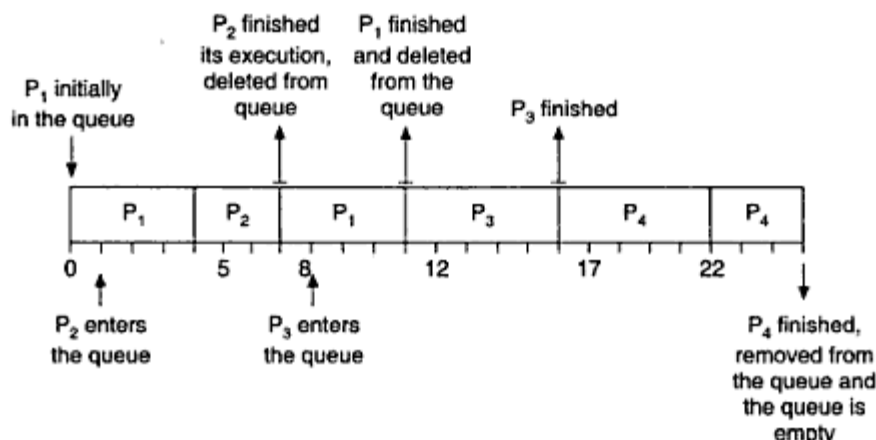 P₂ finished
its execution,
deleted from
queue
P₁ finished
and deleted
from the
queue
P₁ initially
in the queue
P₃ finished
P₁ P₂ P₁ P₃ P₄ P₄
0 5 8 12 17 22
P₂ enters
the queue
P₃ enters
the queue
P₄ finished,
removed from
the queue and
the queue is
empty